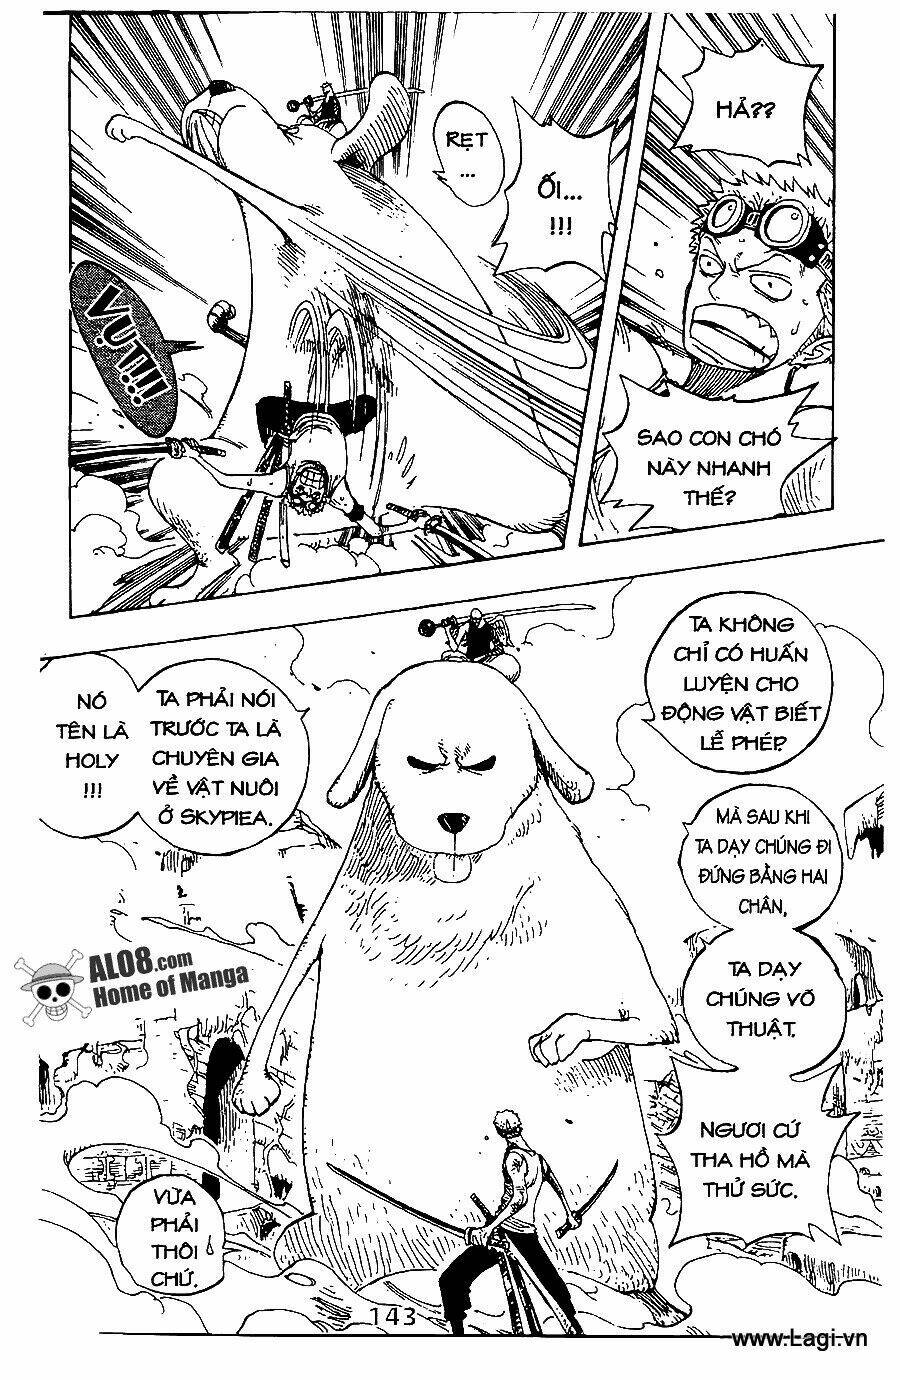 HẢ??
SAO CON CHÓ
NÀY NHANH
THẾ?
ỐI...
!!!
RẸT
...
VỤT!!!
TA KHÔNG
CHỈ CÓ HUẤN
LUYỆN CHO
ĐỘNG VẬT BIẾT
LỄ PHÉP.
MÀ SAU KHI
TA DẠY CHÚNG ĐI
ĐỨNG BẰNG HAI
CHÂN,
TA DẠY
CHÚNG VÕ
THUẬT.
NGƯƠI CỨ
THA HỒ MÀ
THỬ SỨC.
TA PHẢI NÓI
TRƯỚC TA LÀ
CHUYÊN GIA
VỀ VẬT NUÔI
Ở SKYPIEA.
NÓ
TÊN LÀ
HOLY
!!!
VỪA
PHẢI
THÔI
CHỨ.
ALO8.com
Home of Manga
143
www.Lagi.vn